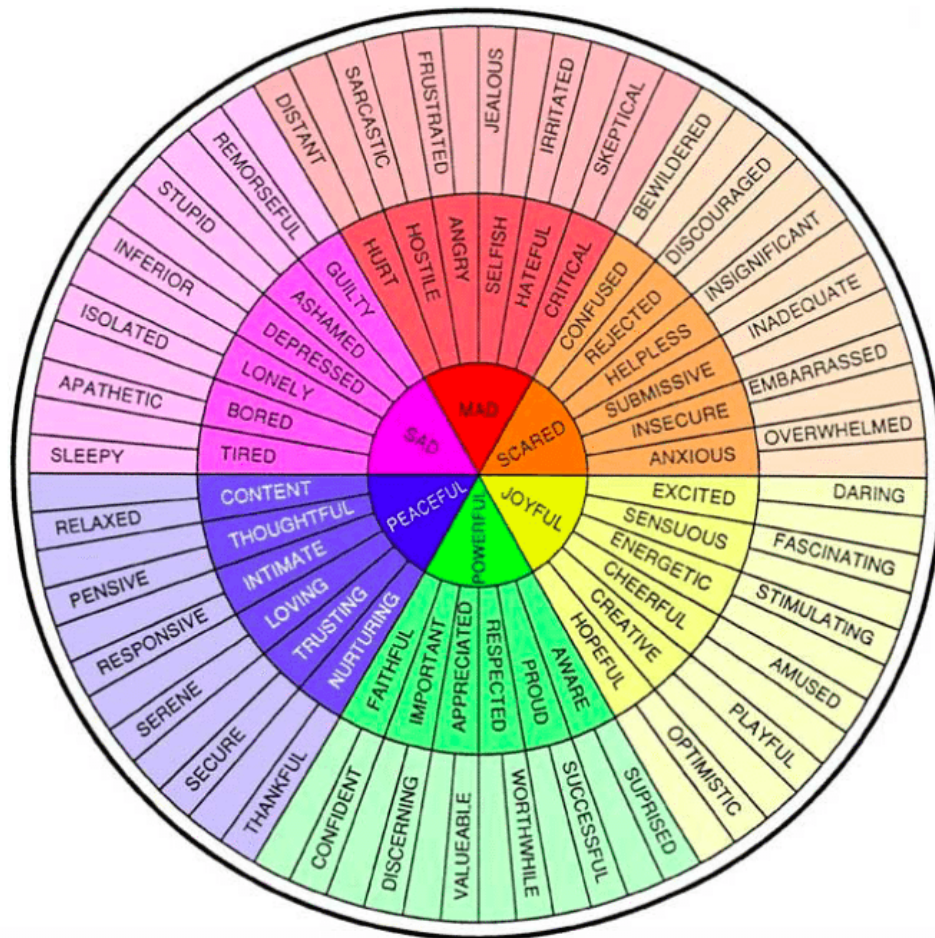 MAD
SCARED
JOYFUL
POWERFUL
PEACEFUL
SAD
HURT
HOSTILE
ANGRY
SELFISH
HATEFUL
CRITICAL
CONFUSED
REJECTED
HELPLESS
SUBMISSIVE
INSECURE
ANXIOUS
EXCITED
SENSUOUS
ENERGETIC
CHEERFUL
CREATIVE
HOPEFUL
AWARE
PROUD
RESPECTED
APPRECIATED
IMPORTANT
FAITHFUL
NURTURING
TRUSTING
LOVING
INTIMATE
THOUGHTFUL
CONTENT
TIRED
BORED
LONELY
DEPRESSED
ASHAMED
GUILTY
DISTANT
SARCASTIC
FRUSTRATED
JEALOUS
IRRITATED
SKEPTICAL
BEWILDERED
DISCOURAGED
INSIGNIFICANT
INADEQUATE
EMBARRASSED
OVERWHELMED
DARING
FASCINATING
STIMULATING
AMUSED
PLAYFUL
OPTIMISTIC
SUPRISED
SUCCESSFUL
WORTHWHILE
VALUEABLE
DISCERNING
CONFIDENT
THANKFUL
SECURE
SERENE
RESPONSIVE
PENSIVE
RELAXED
SLEEPY
APATHETIC
ISOLATED
INFERIOR
STUPID
REMORSEFUL